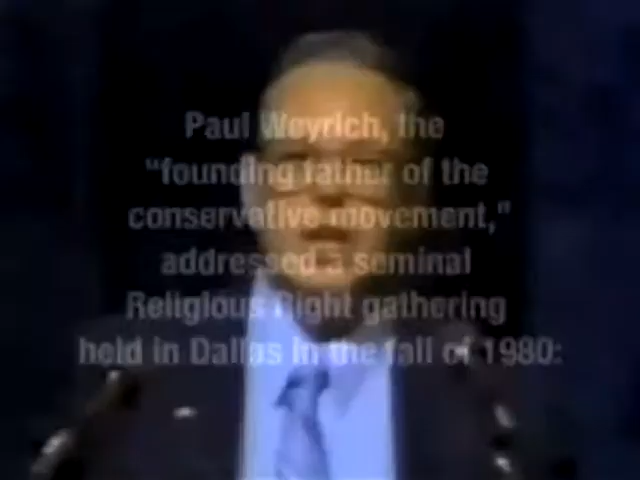 Paul Weyrich, the
"founding father of the
conservative movement,"
addressed a seminal
Religious Right gathering
held in Dallas in the fall of 1980: